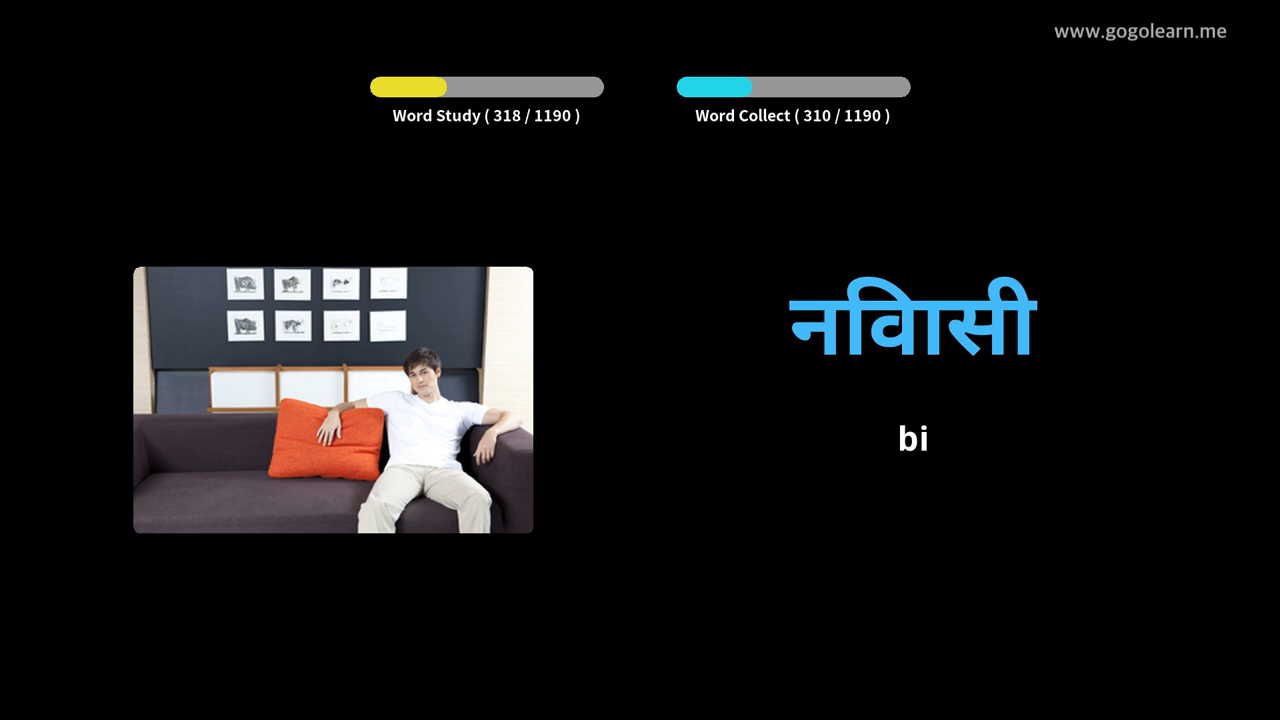 www.gogolearn.me
Word Study ( 318 / 1190 )
Word Collect ( 310 / 1190 )
नविासी
bi